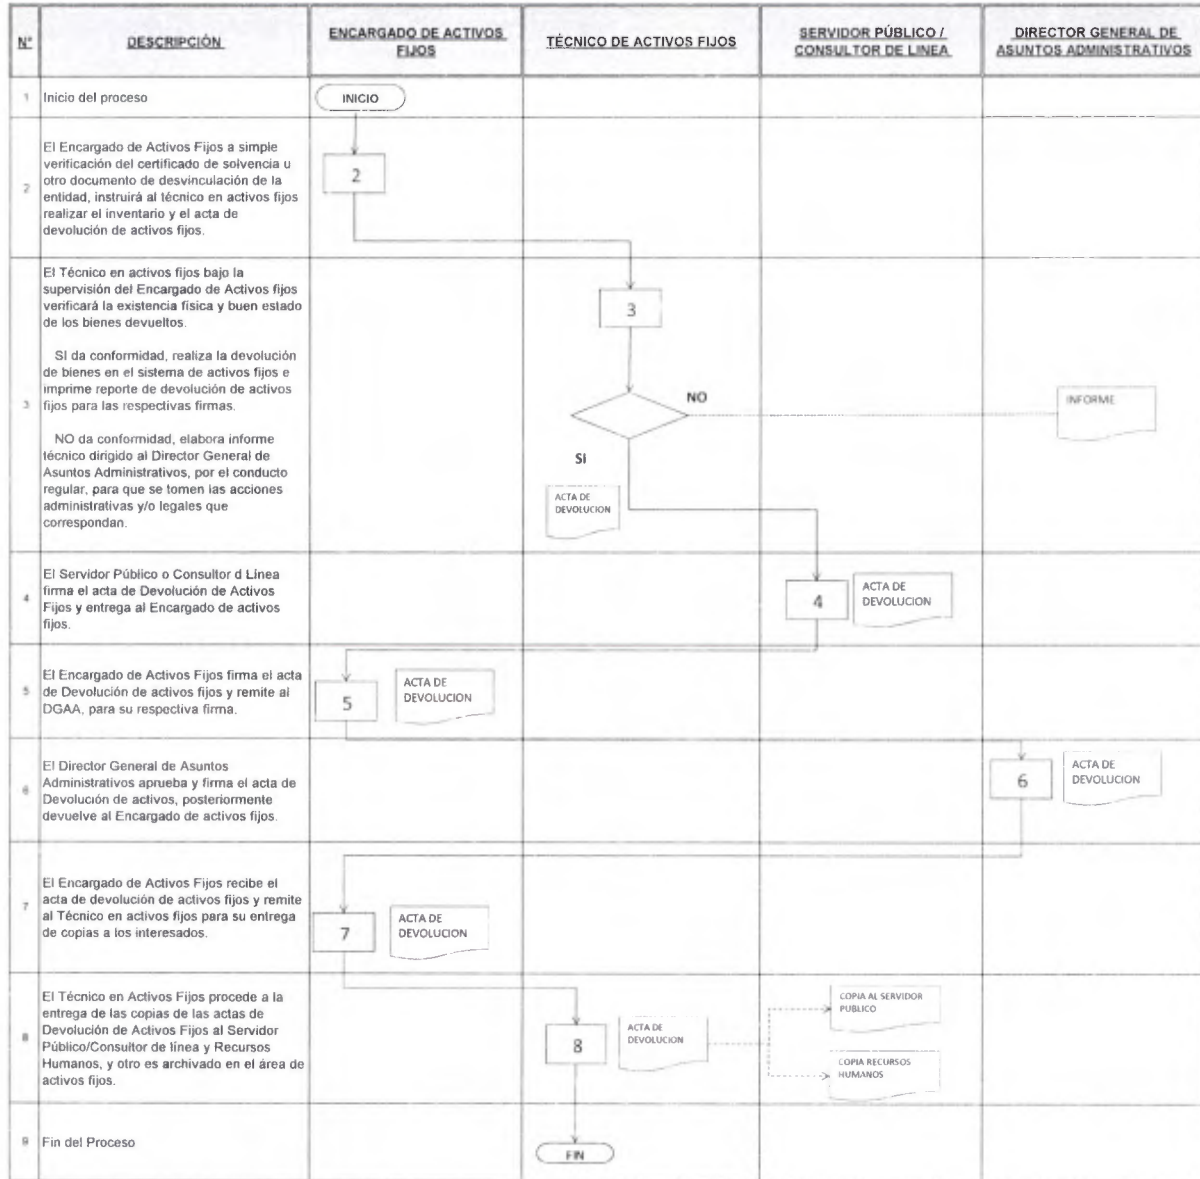 N°
DESCRIPCIÓN
ENCARGADO DE ACTIVOS
FIJOS
TÉCNICO DE ACTIVOS FIJOS
SERVIDOR PÚBLICO /
CONSULTOR DE LINEA
DIRECTOR GENERAL DE
ASUNTOS ADMINISTRATIVOS
1
Inicio del proceso
INICIO
2
El Encargado de Activos Fijos a simple
verificación del certificado de solvencia u
otro documento de desvinculación de la
entidad, instruirá al técnico en activos fijos
realizar el inventario y el acta de
devolución de activos fijos.
2
3
El Técnico en activos fijos bajo la
supervisión del Encargado de Activos fijos
verificará la existencia física y buen estado
de los bienes devueltos.
SI da conformidad, realiza la devolución
de bienes en el sistema de activos fijos e
imprime reporte de devolución de activos
fijos para las respectivas firmas.
NO da conformidad, elabora informe
técnico dirigido al Director General de
Asuntos Administrativos, por el conducto
regular, para que se tomen las acciones
administrativas y/o legales que
correspondan.
3
NO
INFORME
SI
ACTA DE
DEVOLUCION
4
El Servidor Público o Consultor d Línea
firma el acta de Devolución de Activos
Fijos y entrega al Encargado de activos
fijos.
4
ACTA DE
DEVOLUCION
5
El Encargado de Activos Fijos firma el acta
de Devolución de activos fijos y remite al
DGAA, para su respectiva firma.
5
ACTA DE
DEVOLUCION
6
El Director General de Asuntos
Administrativos aprueba y firma el acta de
Devolución de activos, posteriormente
devuelve al Encargado de activos fijos.
6
ACTA DE
DEVOLUCION
7
El Encargado de Activos Fijos recibe el
acta de devolución de activos fijos y remite
al Técnico en activos fijos para su entrega
de copias a los interesados.
7
ACTA DE
DEVOLUCION
8
El Técnico en Activos Fijos procede a la
entrega de las copias de las actas de
Devolución de Activos Fijos al Servidor
Público/Consultor de línea y Recursos
Humanos, y otro es archivado en el área de
activos fijos.
8
ACTA DE
DEVOLUCION
COPIA AL SERVIDOR
PUBLICO
COPIA RECURSOS
HUMANOS
9
Fin del Proceso
FIN